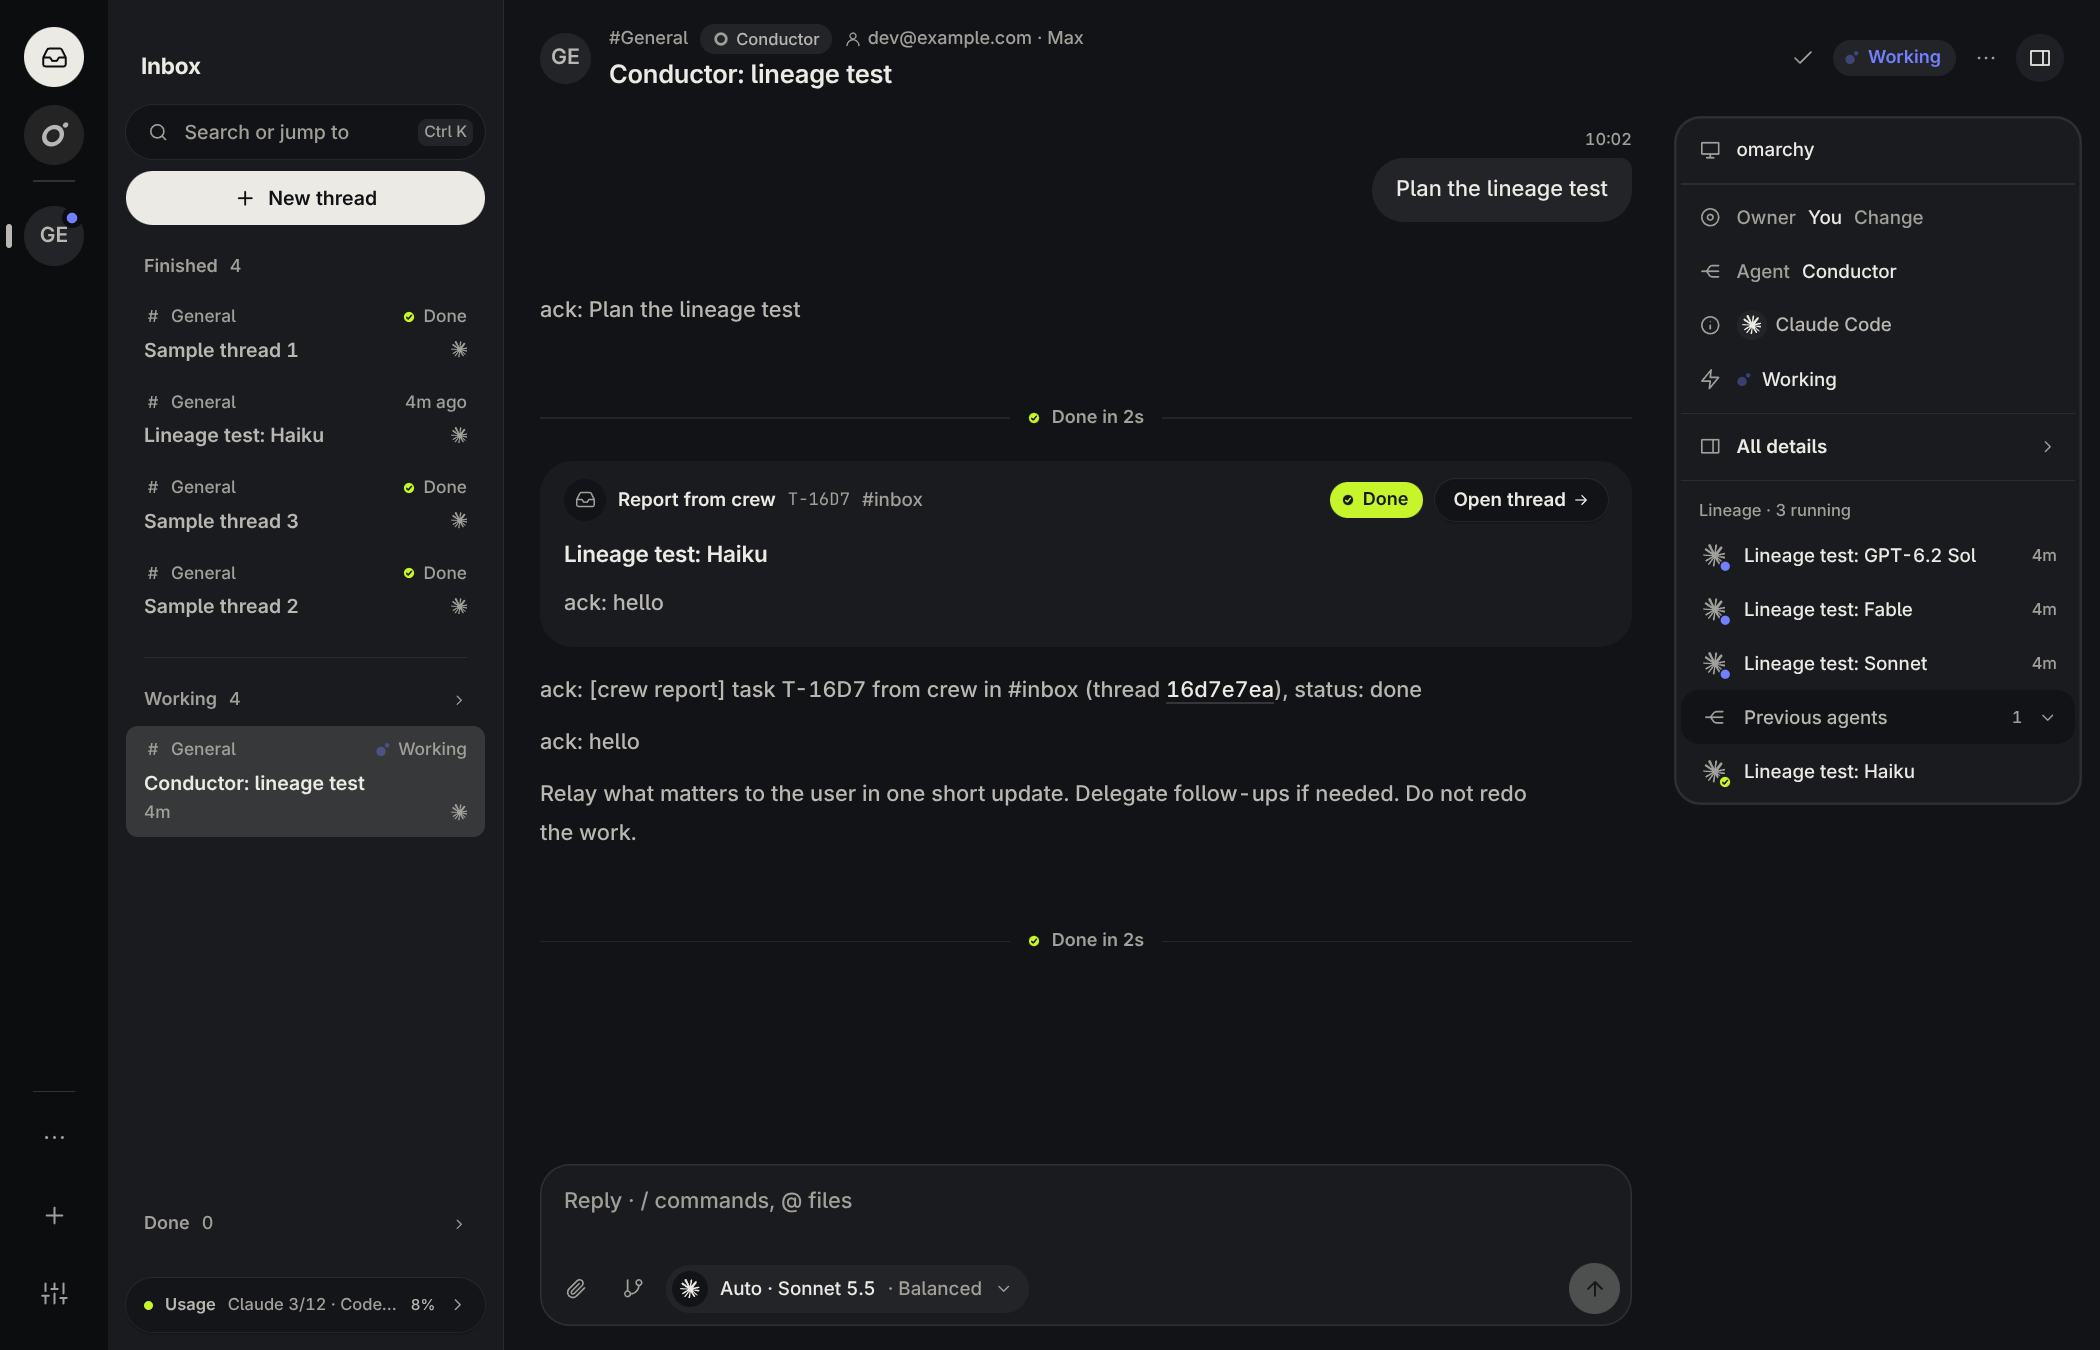 GE
Inbox
Search or jump to
Ctrl K
New thread
Finished 4
# General
Done
Sample thread 1
# General
4m ago
Lineage test: Haiku
# General
Done
Sample thread 3
# General
Done
Sample thread 2
Working 4
# General
Working
Conductor: lineage test
4m
Done 0
Usage Claude 3/12 · Code... 8%
GE
#General Conductor dev@example.com · Max
Conductor: lineage test
Working
10:02
Plan the lineage test
ack: Plan the lineage test
Done in 2s
Report from crew T-16D7 #inbox
Done
Open thread →
Lineage test: Haiku
ack: hello
ack: [crew report] task T-16D7 from crew in #inbox (thread 16d7e7ea), status: done
ack: hello
Relay what matters to the user in one short update. Delegate follow-ups if needed. Do not redo
the work.
Done in 2s
Reply · / commands, @ files
Auto · Sonnet 5.5 · Balanced
omarchy
Owner You Change
Agent Conductor
Claude Code
Working
All details
Lineage · 3 running
Lineage test: GPT-6.2 Sol 4m
Lineage test: Fable 4m
Lineage test: Sonnet 4m
Previous agents 1
Lineage test: Haiku